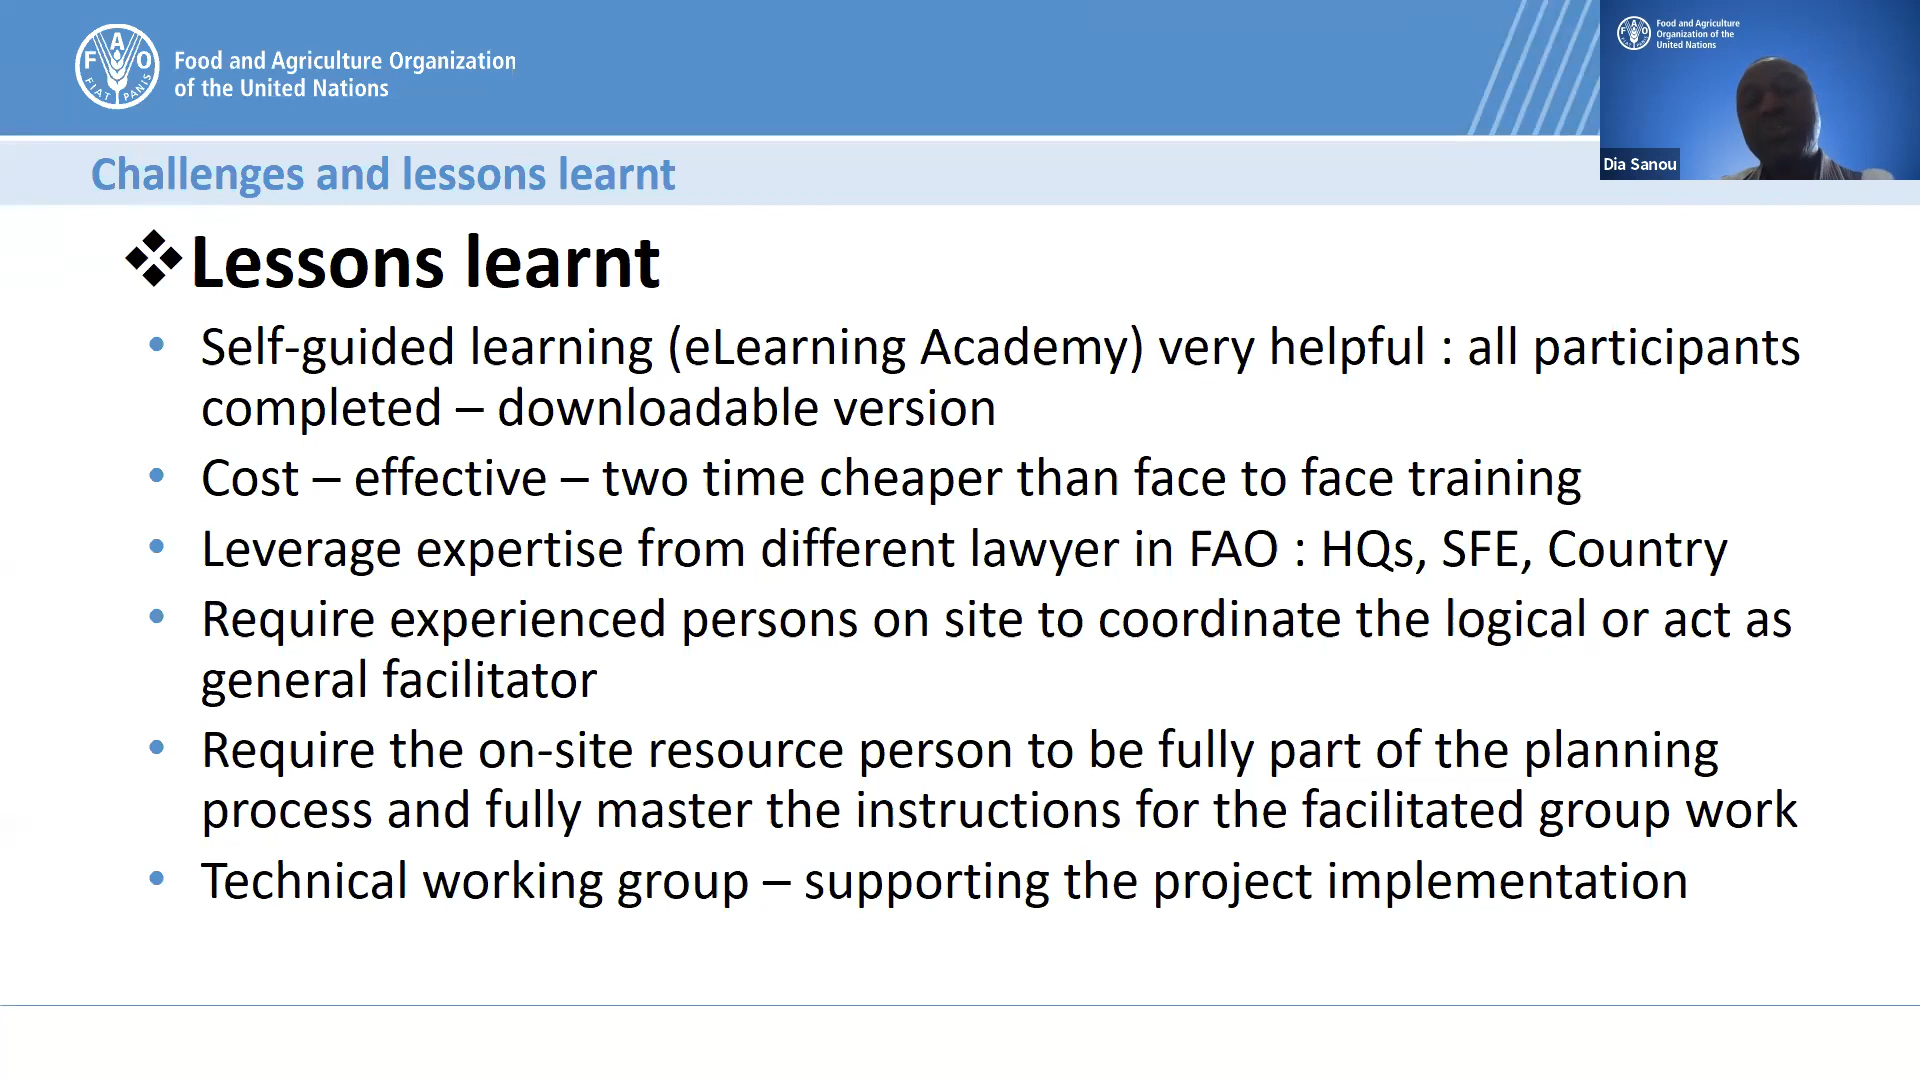 Food and Agriculture Organization
of the United Nations
FAO
FIAT PANIS
Food and Agriculture
Organization of the
United Nations
Dia Sanou
Challenges and lessons learnt
❖Lessons learnt
• Self-guided learning (eLearning Academy) very helpful : all participants
completed – downloadable version
• Cost – effective – two time cheaper than face to face training
• Leverage expertise from different lawyer in FAO : HQs, SFE, Country
• Require experienced persons on site to coordinate the logical or act as
general facilitator
• Require the on-site resource person to be fully part of the planning
process and fully master the instructions for the facilitated group work
• Technical working group – supporting the project implementation